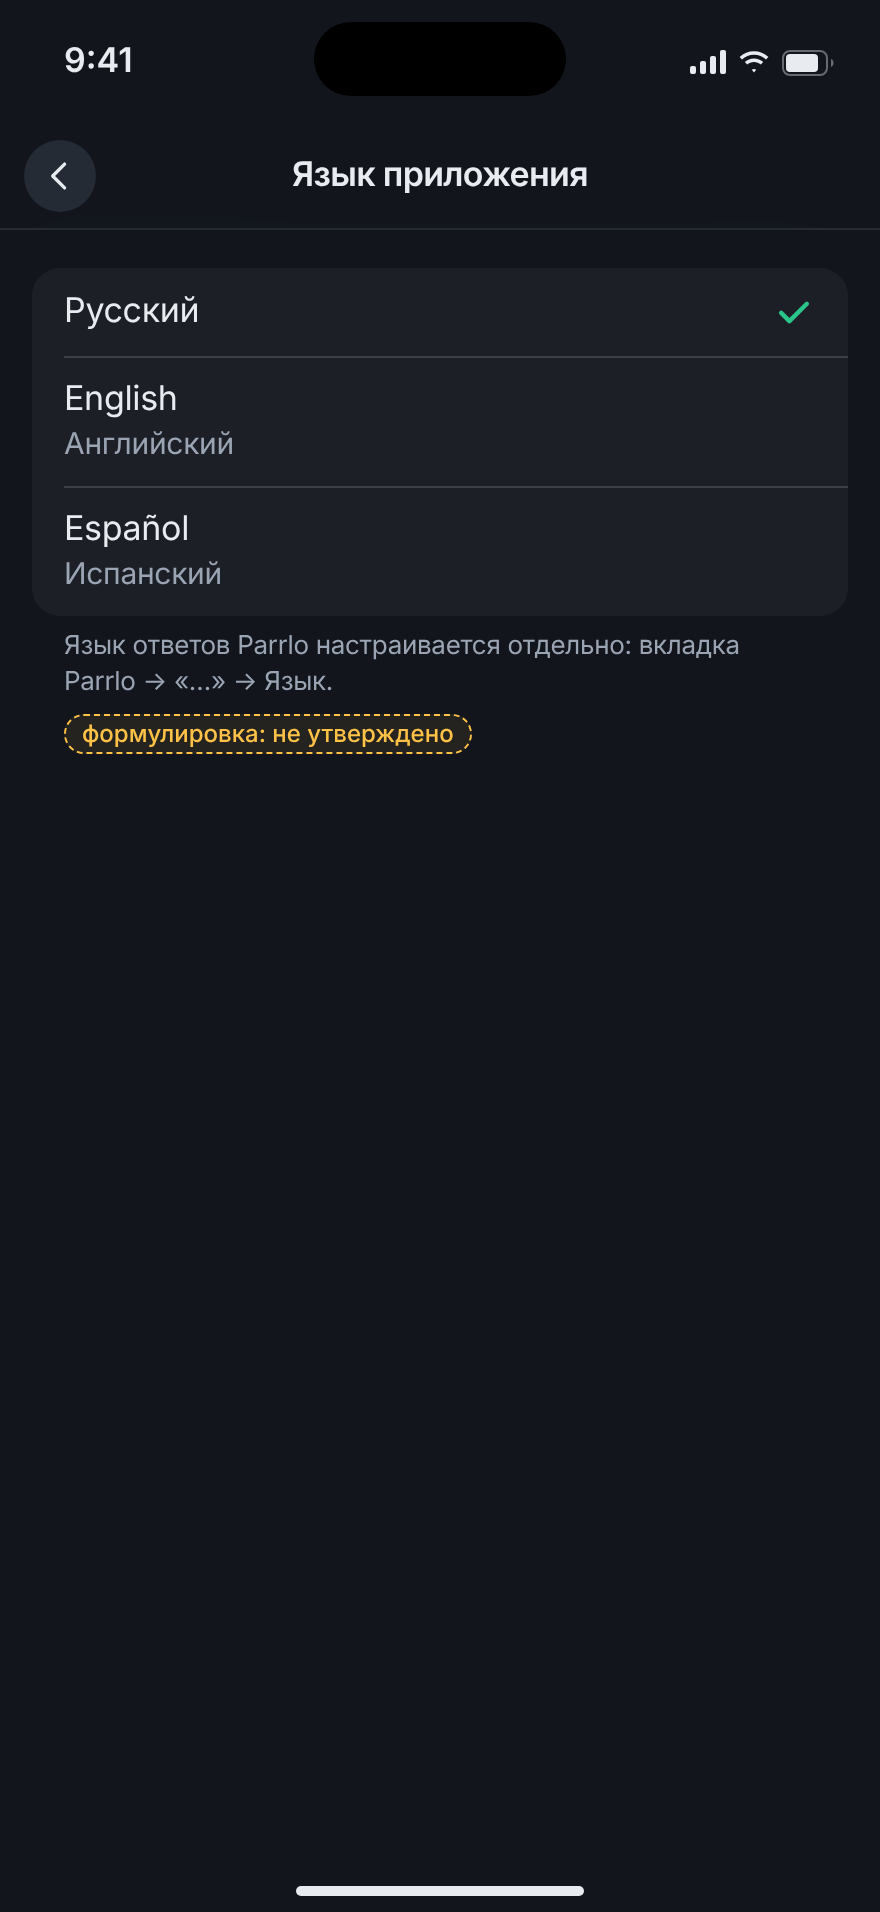 9:41
Язык приложения
Русский
English
Английский
Español
Испанский
Язык ответов Parrlo настраивается отдельно: вкладка
Parrlo → «...» → Язык.
формулировка: не утверждено